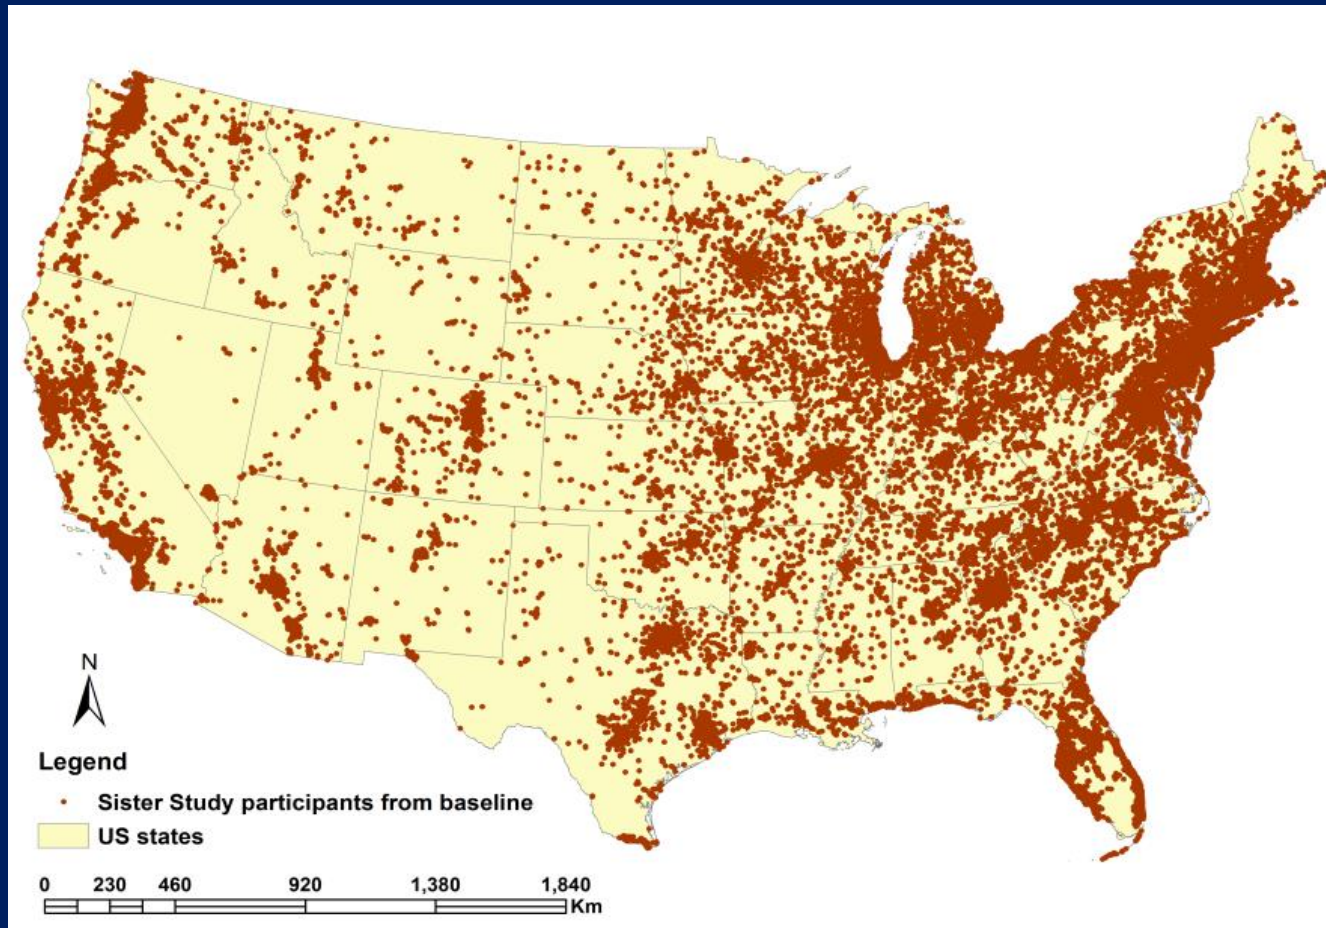 N
Legend
Sister Study participants from baseline
US states
0 230 460 920 1,380 1,840
Km